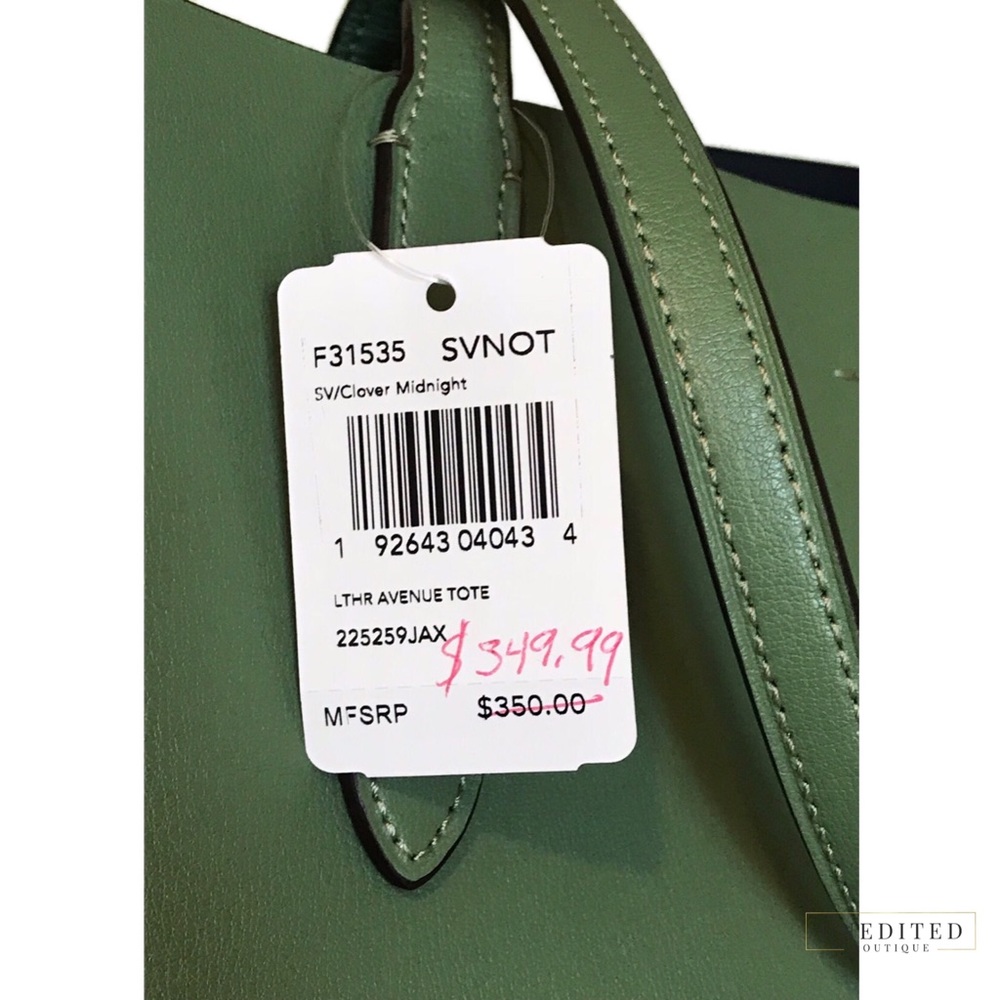 F31535 SVNOT
SV/Clover Midnight
1 92643 04043 4
LTHR AVENUE TOTE
225259JAX
$349.99
MFSRP $350.00
EDITED
OUTIQUE